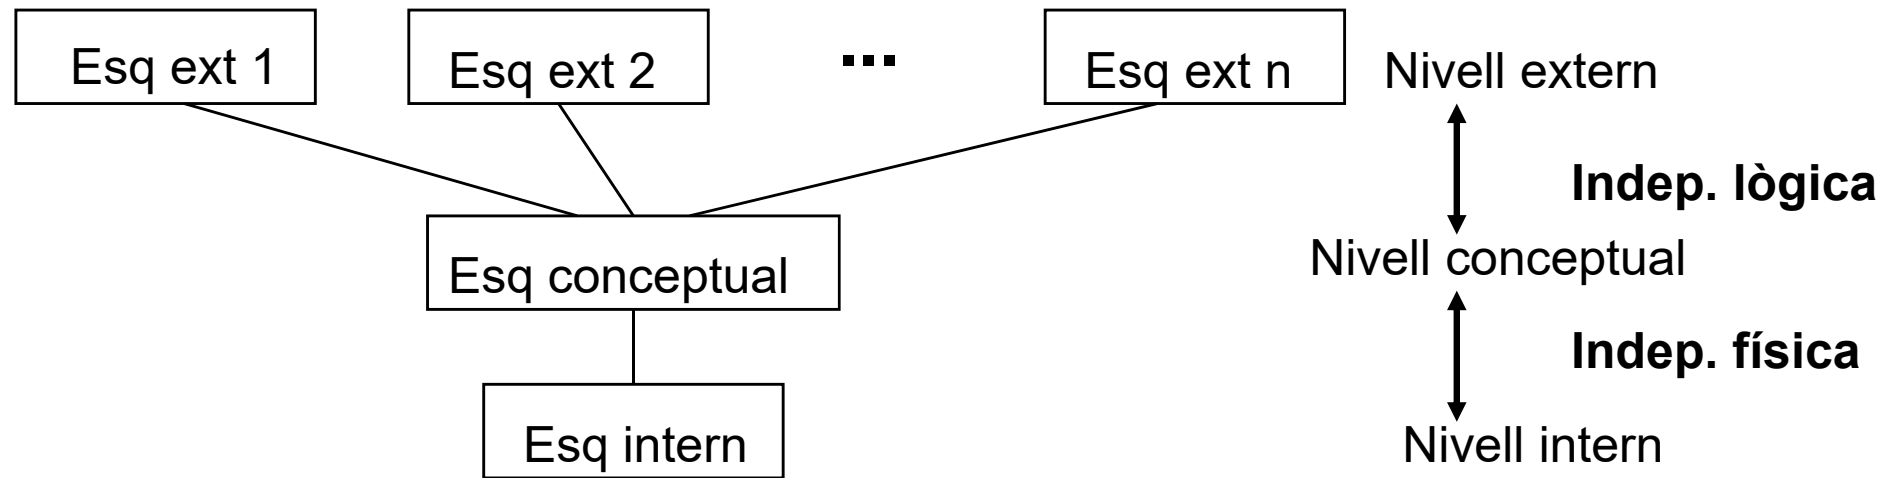 Esq ext 1
Esq ext 2
...
Esq ext n
Nivell extern
Indep. lògica
Esq conceptual
Nivell conceptual
Indep. física
Esq intern
Nivell intern